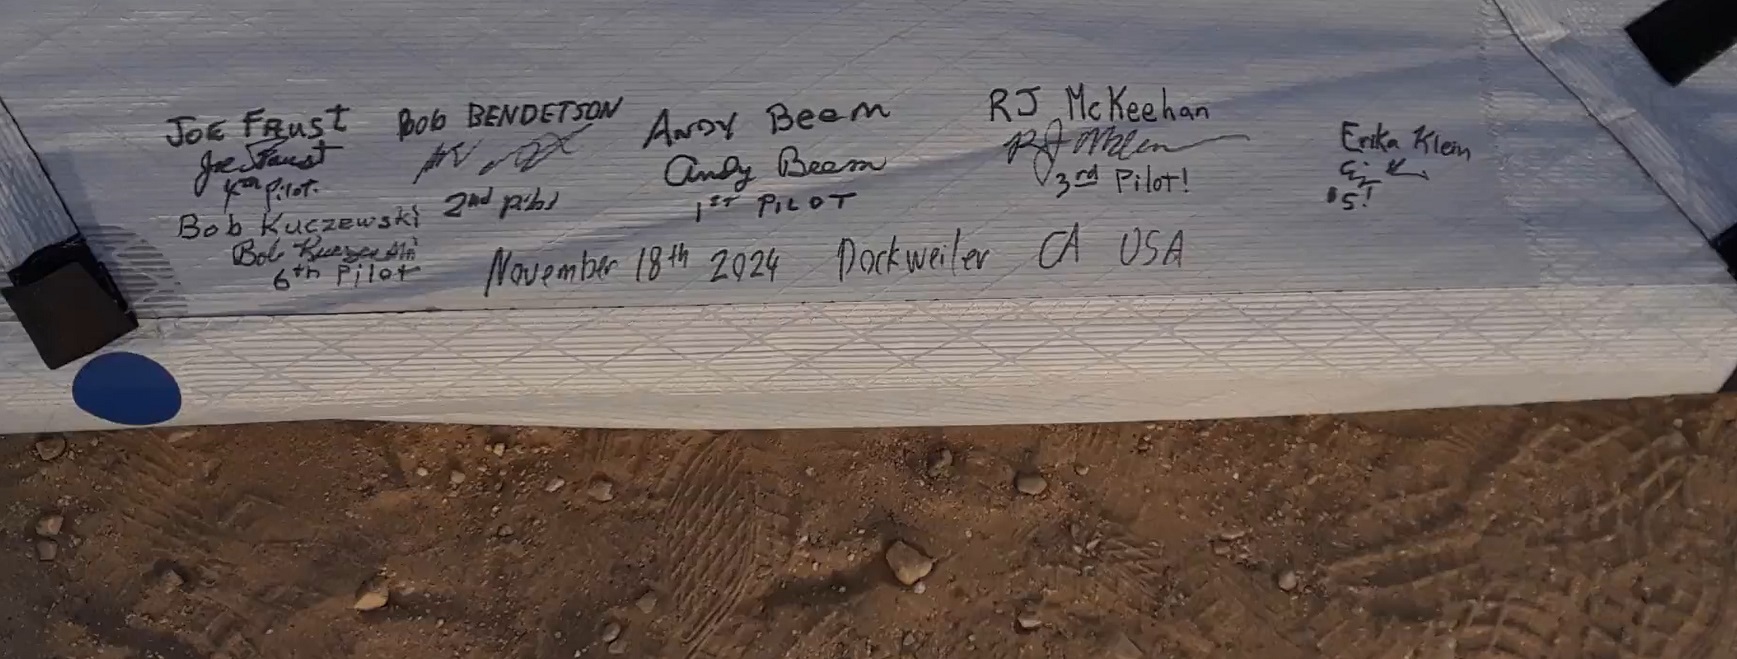 JOE FAUST
Joe Faust
4th Pilot.
Bob BENDETSON
2nd pilot
ANDY Beem
Andy Beem
1ST PILOT
RJ McKeehan
3rd Pilot!
Erika Klein
5!
Bob Kuczewski
Bob Kuczewski
6th Pilot
November 18th 2024 Dockweiler CA USA